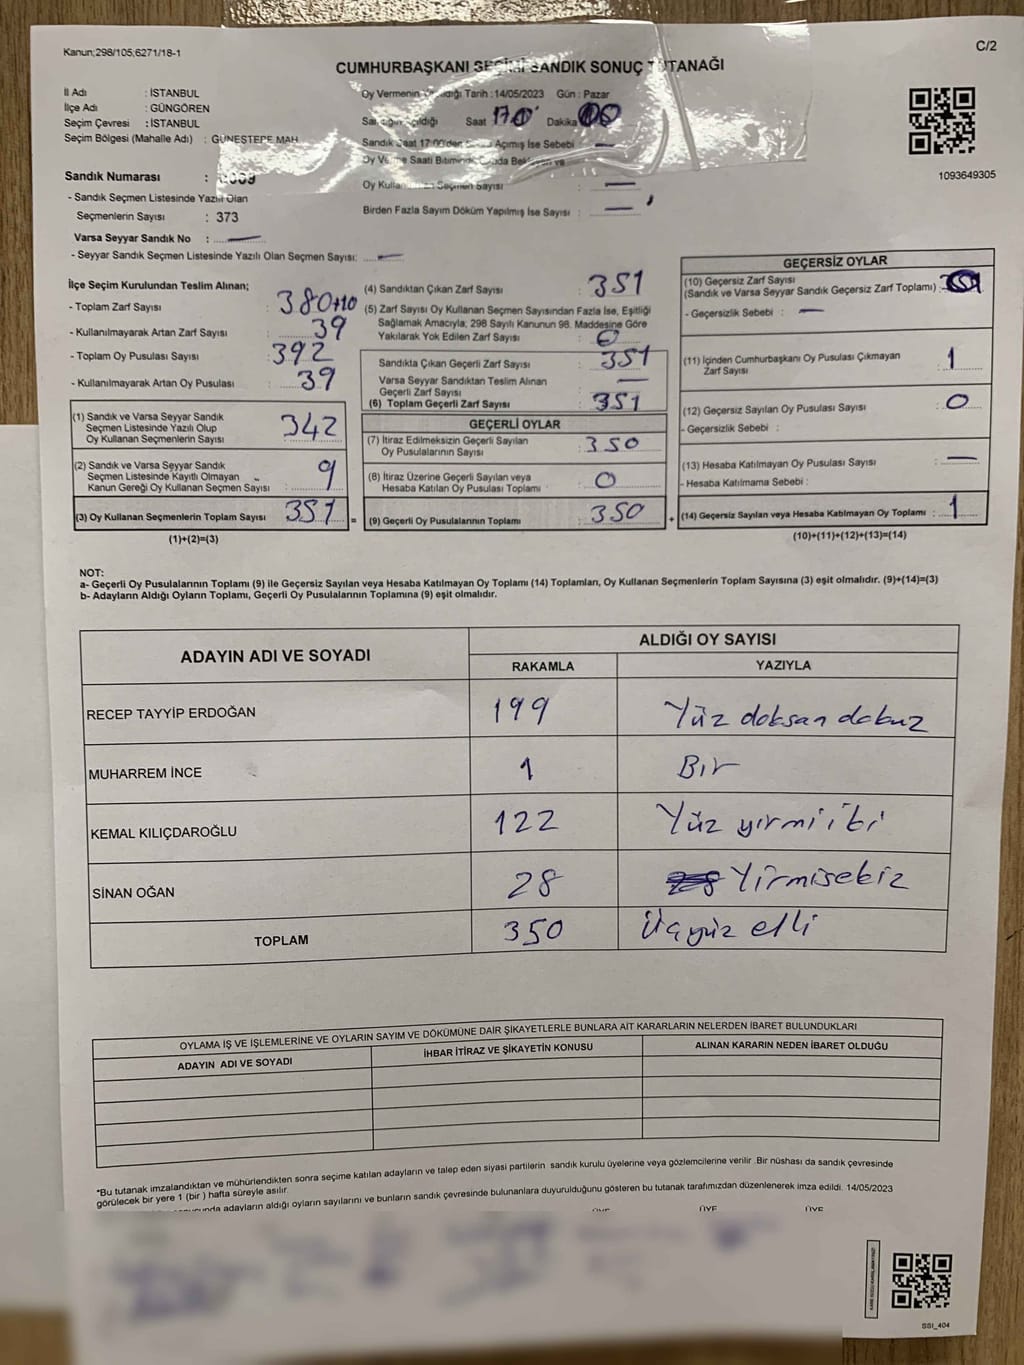 Kanun;298/105,6271/18-1
C/2
CUMHURBAŞKANI SEÇİMİ SANDIK SONUÇ TUTANAĞI
İl Adı : İSTANBUL
İlçe Adı : GÜNGÖREN
Seçim Çevresi : İSTANBUL
Seçim Bölgesi (Mahalle Adı) : GÜNEŞTEPE MAH
Sandık Numarası :
- Sandık Seçmen Listesinde Yazılı Olan
Seçmenlerin Sayısı : 373
Varsa Seyyar Sandık No : —
- Seyyar Sandık Seçmen Listesinde Yazılı Olan Seçmen Sayısı: —
Oy Vermenin Tarih : 14/05/2023 Gün : Pazar
Saat 17 Dakika 00
Sandık Saat 17:00'den Açımış İse Sebebi —
Oy Verme Saati Bitiminde
Oy Seçmen Sayısı : —
Birden Fazla Sayım Döküm Yapılmış İse Sayısı : —
1093649305
İlçe Seçim Kurulundan Teslim Alınan;
- Toplam Zarf Sayısı : 380+10
- Kullanılmayarak Artan Zarf Sayısı : 39
- Toplam Oy Pusulası Sayısı : 392
- Kullanılmayarak Artan Oy Pusulası : 39
(1) Sandık ve Varsa Seyyar Sandık
Seçmen Listesinde Yazılı Olup
Oy Kullanan Seçmenlerin Sayısı : 342
(2) Sandık ve Varsa Seyyar Sandık
Seçmen Listesinde Kayıtlı Olmayan
Kanun Gereği Oy Kullanan Seçmen Sayısı : 9
(3) Oy Kullanan Seçmenlerin Toplam Sayısı : 351 =
(1)+(2)=(3)
(4) Sandıktan Çıkan Zarf Sayısı : 351
(5) Zarf Sayısı Oy Kullanan Seçmen Sayısından Fazla İse, Eşitliği
Sağlamak Amacıyla; 298 Sayılı Kanunun 98. Maddesine Göre
Yakılarak Yok Edilen Zarf Sayısı : 0
Sandıkta Çıkan Geçerli Zarf Sayısı : 351
Varsa Seyyar Sandıktan Teslim Alınan
Geçerli Zarf Sayısı : —
(6) Toplam Geçerli Zarf Sayısı : 351
GEÇERLİ OYLAR
(7) İtiraz Edilmeksizin Geçerli Sayılan
Oy Pusulalarının Sayısı : 350
(8) İtiraz Üzerine Geçerli Sayılan ve
Hesaba Katılan Oy Pusulası Toplamı : 0
(9) Geçerli Oy Pusulalarının Toplamı : 350 +
GEÇERSİZ OYLAR
(10) Geçersiz Zarf Sayısı
(Sandık ve Varsa Seyyar Sandık Geçersiz Zarf Toplamı) :
- Geçersizlik Sebebi : —
(11) İçinden Cumhurbaşkanı Oy Pusulası Çıkmayan
Zarf Sayısı : 1
(12) Geçersiz Sayılan Oy Pusulası Sayısı : 0
- Geçersizlik Sebebi :
(13) Hesaba Katılmayan Oy Pusulası Sayısı : —
- Hesaba Katılmama Sebebi :
(14) Geçersiz Sayılan veya Hesaba Katılmayan Oy Toplamı : 1
(10)+(11)+(12)+(13)=(14)
NOT:
a- Geçerli Oy Pusulalarının Toplamı (9) ile Geçersiz Sayılan veya Hesaba Katılmayan Oy Toplamı (14) Toplamları, Oy Kullanan Seçmenlerin Toplam Sayısına (3) eşit olmalıdır. (9)+(14)=(3)
b- Adayların Aldığı Oyların Toplamı, Geçerli Oy Pusulalarının Toplamına (9) eşit olmalıdır.
ADAYIN ADI VE SOYADI
ALDIĞI OY SAYISI
RAKAMLA YAZIYLA
RECEP TAYYİP ERDOĞAN 199 Yüz doksan dokuz
MUHARREM İNCE 1 Bir
KEMAL KILIÇDAROĞLU 122 Yüz yirmi iki
SİNAN OĞAN 28 Yirmisekiz
TOPLAM 350 Üçyüz elli
OYLAMA İŞ VE İŞLEMLERİNE VE OYLARIN SAYIM VE DÖKÜMÜNE DAİR ŞİKAYETLERLE BUNLARA AİT KARARLARIN NELERDEN İBARET BULUNDUKLARI
ADAYIN ADI VE SOYADI İHBAR İTİRAZ VE ŞİKAYETİN KONUSU ALINAN KARARIN NEDEN İBARET OLDUĞU
*Bu tutanak imzalandıktan ve mühürlendikten sonra seçime katılan adayların ve talep eden siyasi partilerin sandık kurulu üyelerine veya gözlemcilerine verilir .Bir nüshası da sandık çevresinde
görülecek bir yere 1 (bir ) hafta süreyle asılır.
adayların aldığı oyların sayılarını ve bunların sandık çevresinde bulunanlara duyurulduğunu gösteren bu tutanak tarafımızdan düzenlenerek imza edildi. 14/05/2023
ÜYE ÜYE ÜYE
SSI_404